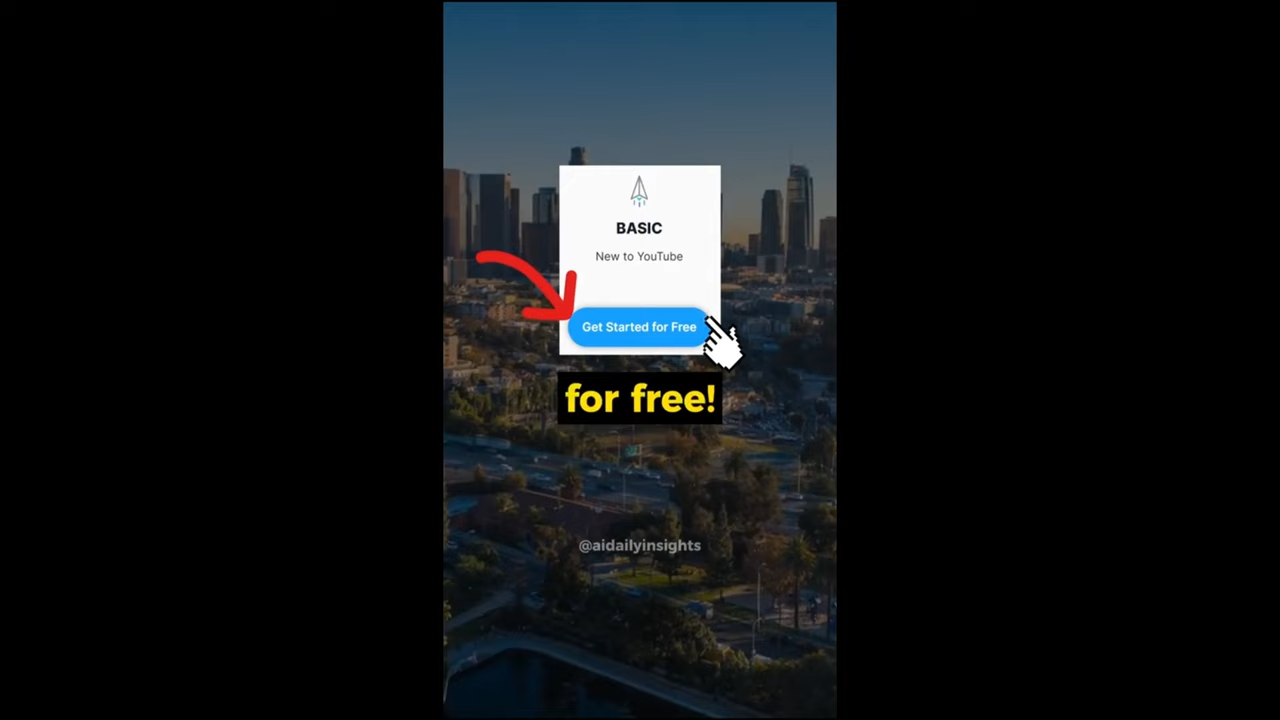 BASIC
New to YouTube
Get Started for Free
for free!
@aidailyinsights